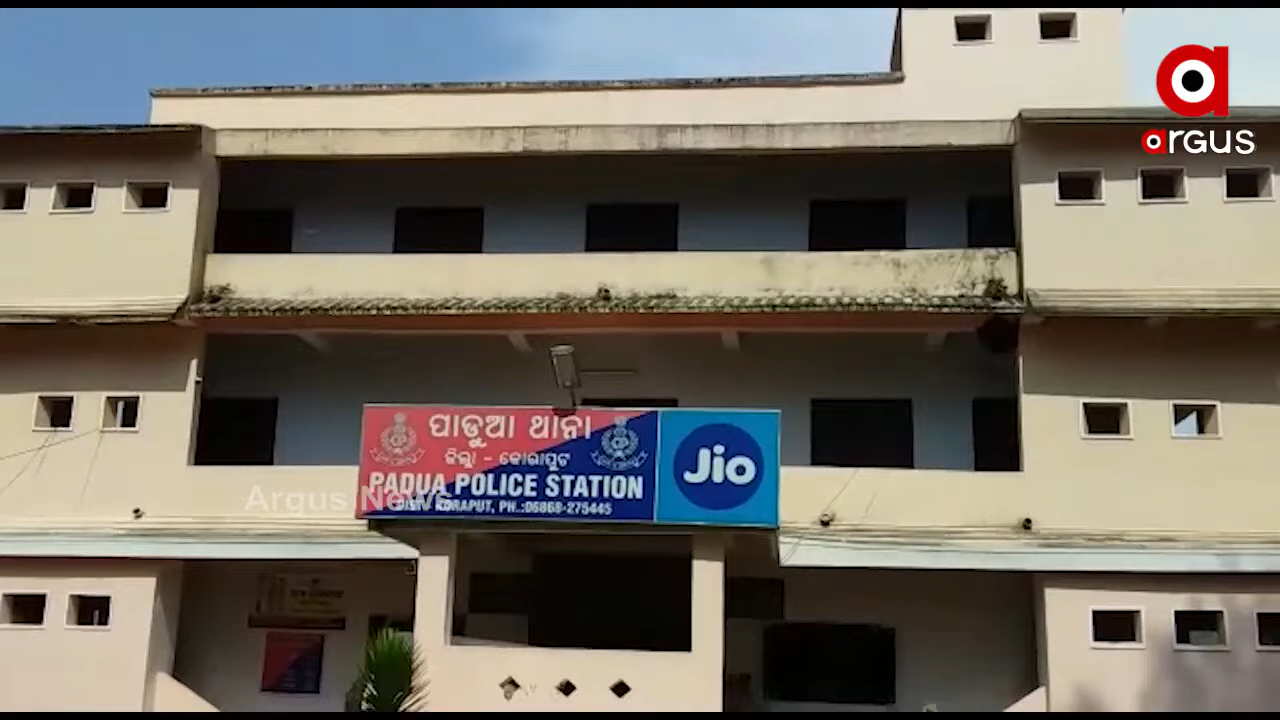 argus
ପାଡୁଆ ଥାନା
ଜିଲ୍ଲା - କୋରାପୁଟ
PADUA POLICE STATION
DIST - KORAPUT, PH.:06868-275445
Jio
Argus News